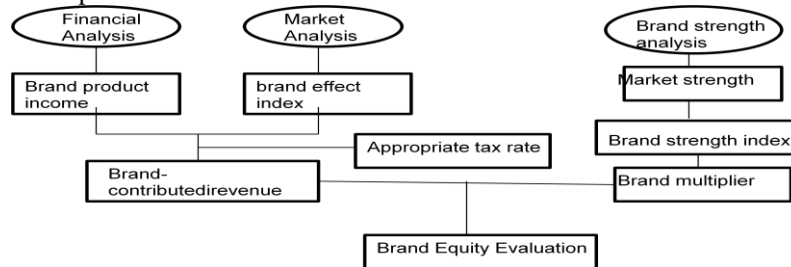 Financial
Analysis
Market
Analysis
Brand strength
analysis
Brand product
income
brand effect
index
Market strength
Appropriate tax rate
Brand strength index
Brand-
contributedirevenue
Brand multiplier
Brand Equity Evaluation